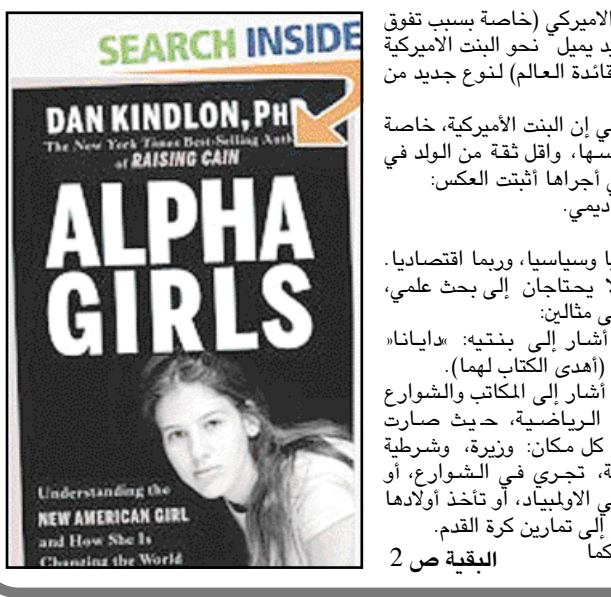 SEARCH INSIDE
DAN KINDLON, PHD
The New York Times Best-Selling Auth
of RAISING CAIN
ALPHA
GIRLS
Understanding the
NEW AMERICAN GIRL
and How She Is
Changing the World
الاميركي (خاصة بسبب تفوق
يد يميل نحو البنت الاميركية
قائدة العالم) لنوع جديد من
ي إن البنت الأميركية، خاصة
سها، واقل ثقة من الولد في
ي أجراها أثبتت العكس:
ديمي.
يا وسياسيا، وربما اقتصاديا.
لا يحتاجان إلى بحث علمي،
ى مثالين:
أشار إلى بنتيه: »دايانا«
(أهدى الكتاب لهما).
أشار إلى المكاتب والشوارع
الرياضية، حيث صارت
كل مكان: وزيرة، وشرطية
ة، تجري في الشوارع، أو
ي الاولمبياد، أو تأخذ أولادها
إلى تمارين كرة القدم.
كما
البقية ص 2